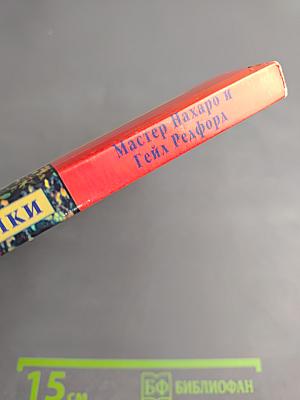 Мастер Нахаро и
Гейл Редфорд
ИКИ
15 см
БФ БИБЛИОФАН